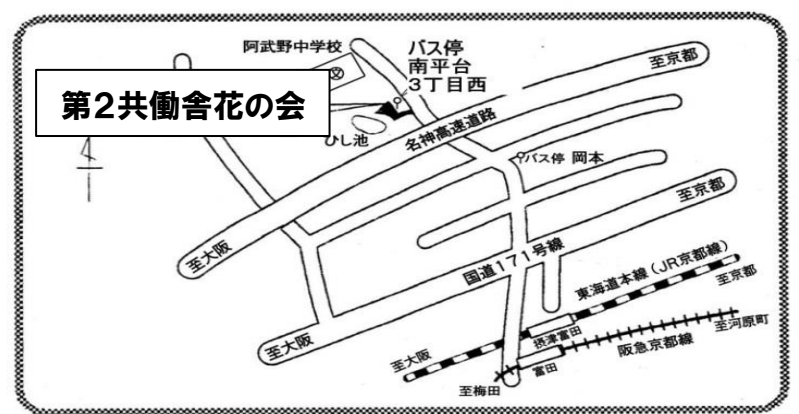 阿武野中学校
文
バス停
南平台
3丁目西
至京都
第2共働舎花の会
ひし池
名神高速道路
バス停 岡本
至京都
至大阪
国道171号線
東海道本線(JR京都線)
至京都
至大阪
摂津富田
至河原町
阪急京都線
至大阪
富田
至梅田